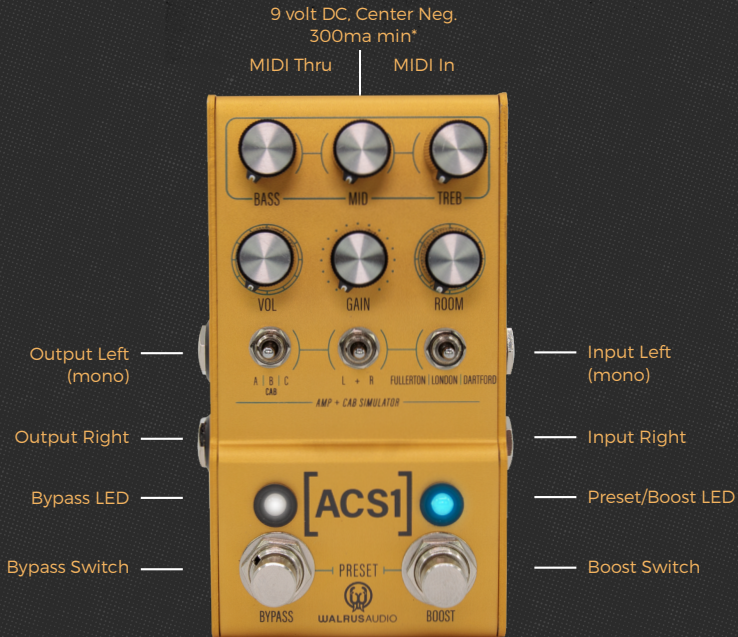 9 volt DC, Center Neg.
300ma min*
MIDI Thru
MIDI In
BASS
MID
TREB
VOL
GAIN
ROOM
Output Left
(mono)
Input Left
(mono)
A | B | C
CAB
L + R
FULLERTON | LONDON | DARTFORD
AMP + CAB SIMULATOR
Output Right
Input Right
Bypass LED
[ACS1]
Preset/Boost LED
Bypass Switch
PRESET
Boost Switch
BYPASS
WALRUSAUDIO
BOOST